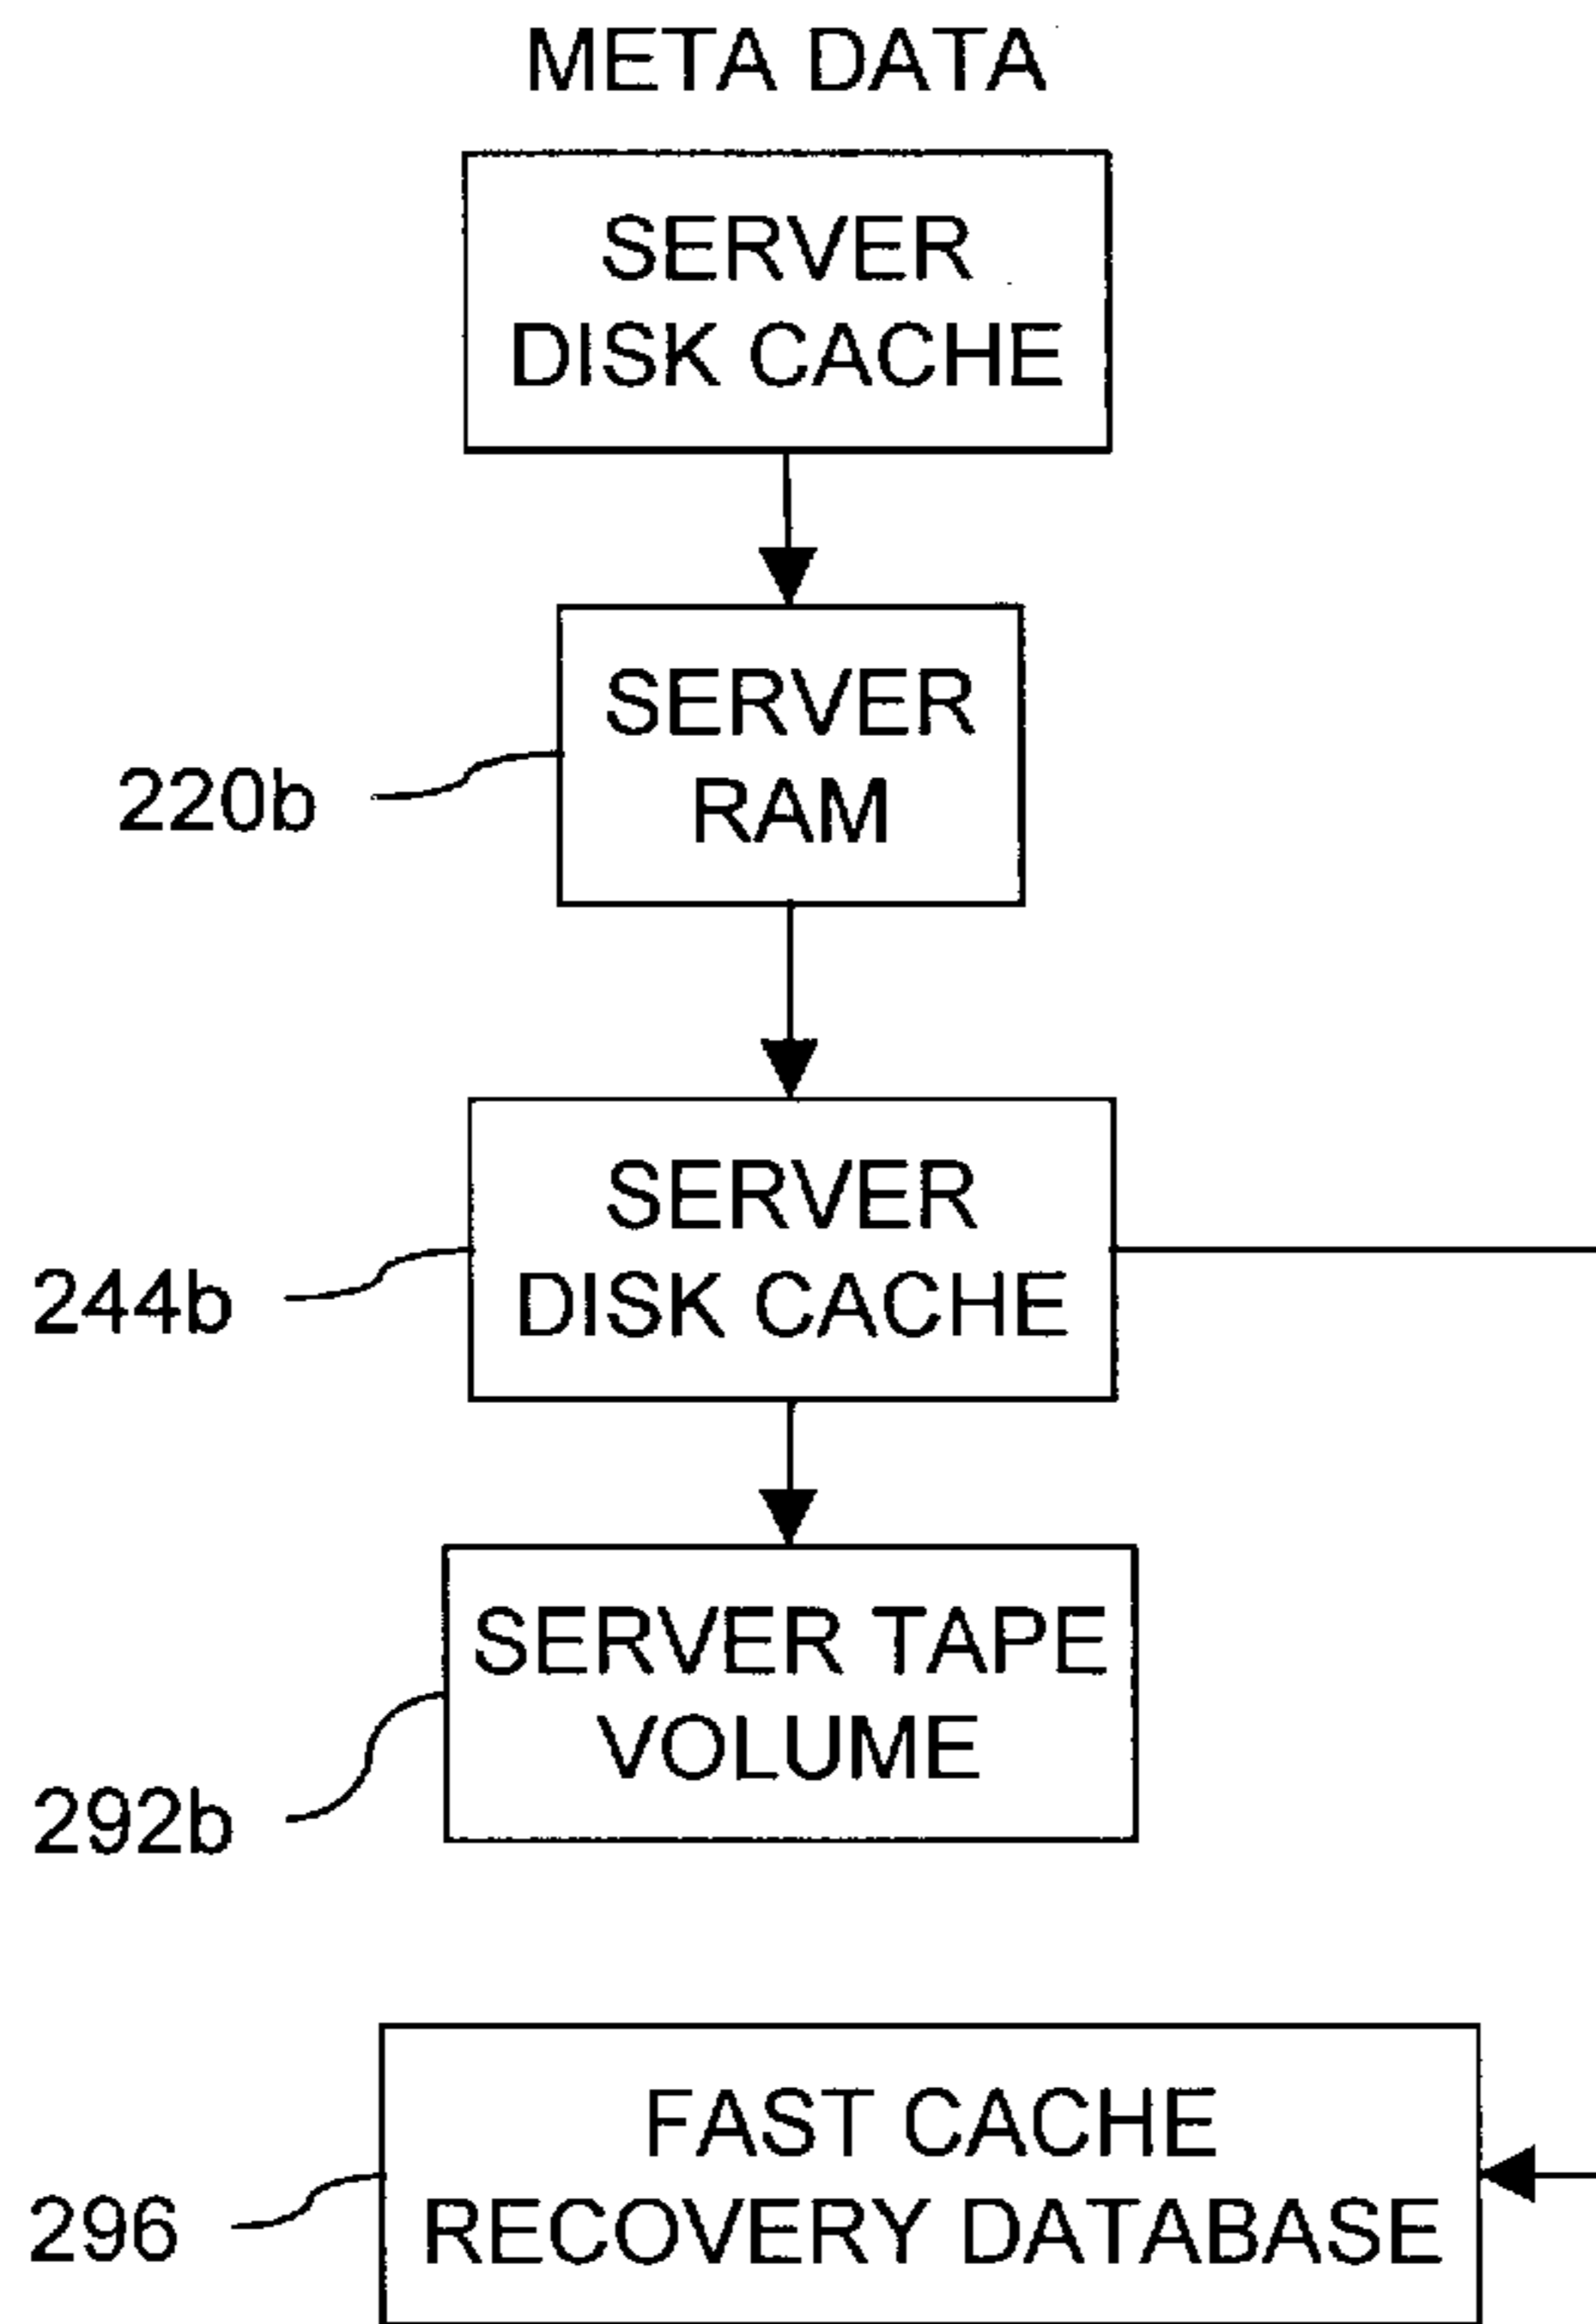 META DATA
SERVER
DISK CACHE
SERVER
RAM
220b
SERVER
DISK CACHE
244b
SERVER TAPE
VOLUME
292b
FAST CACHE
RECOVERY DATABASE
296